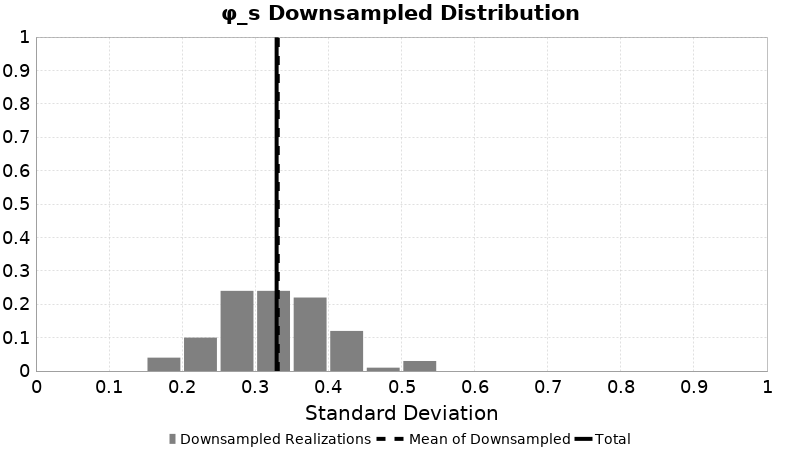 φ_s Downsampled Distribution
1
0.9
0.8
0.7
0.6
0.5
0.4
0.3
0.2
0.1
0
0 0.1 0.2 0.3 0.4 0.5 0.6 0.7 0.8 0.9 1
Standard Deviation
Downsampled Realizations Mean of Downsampled Total